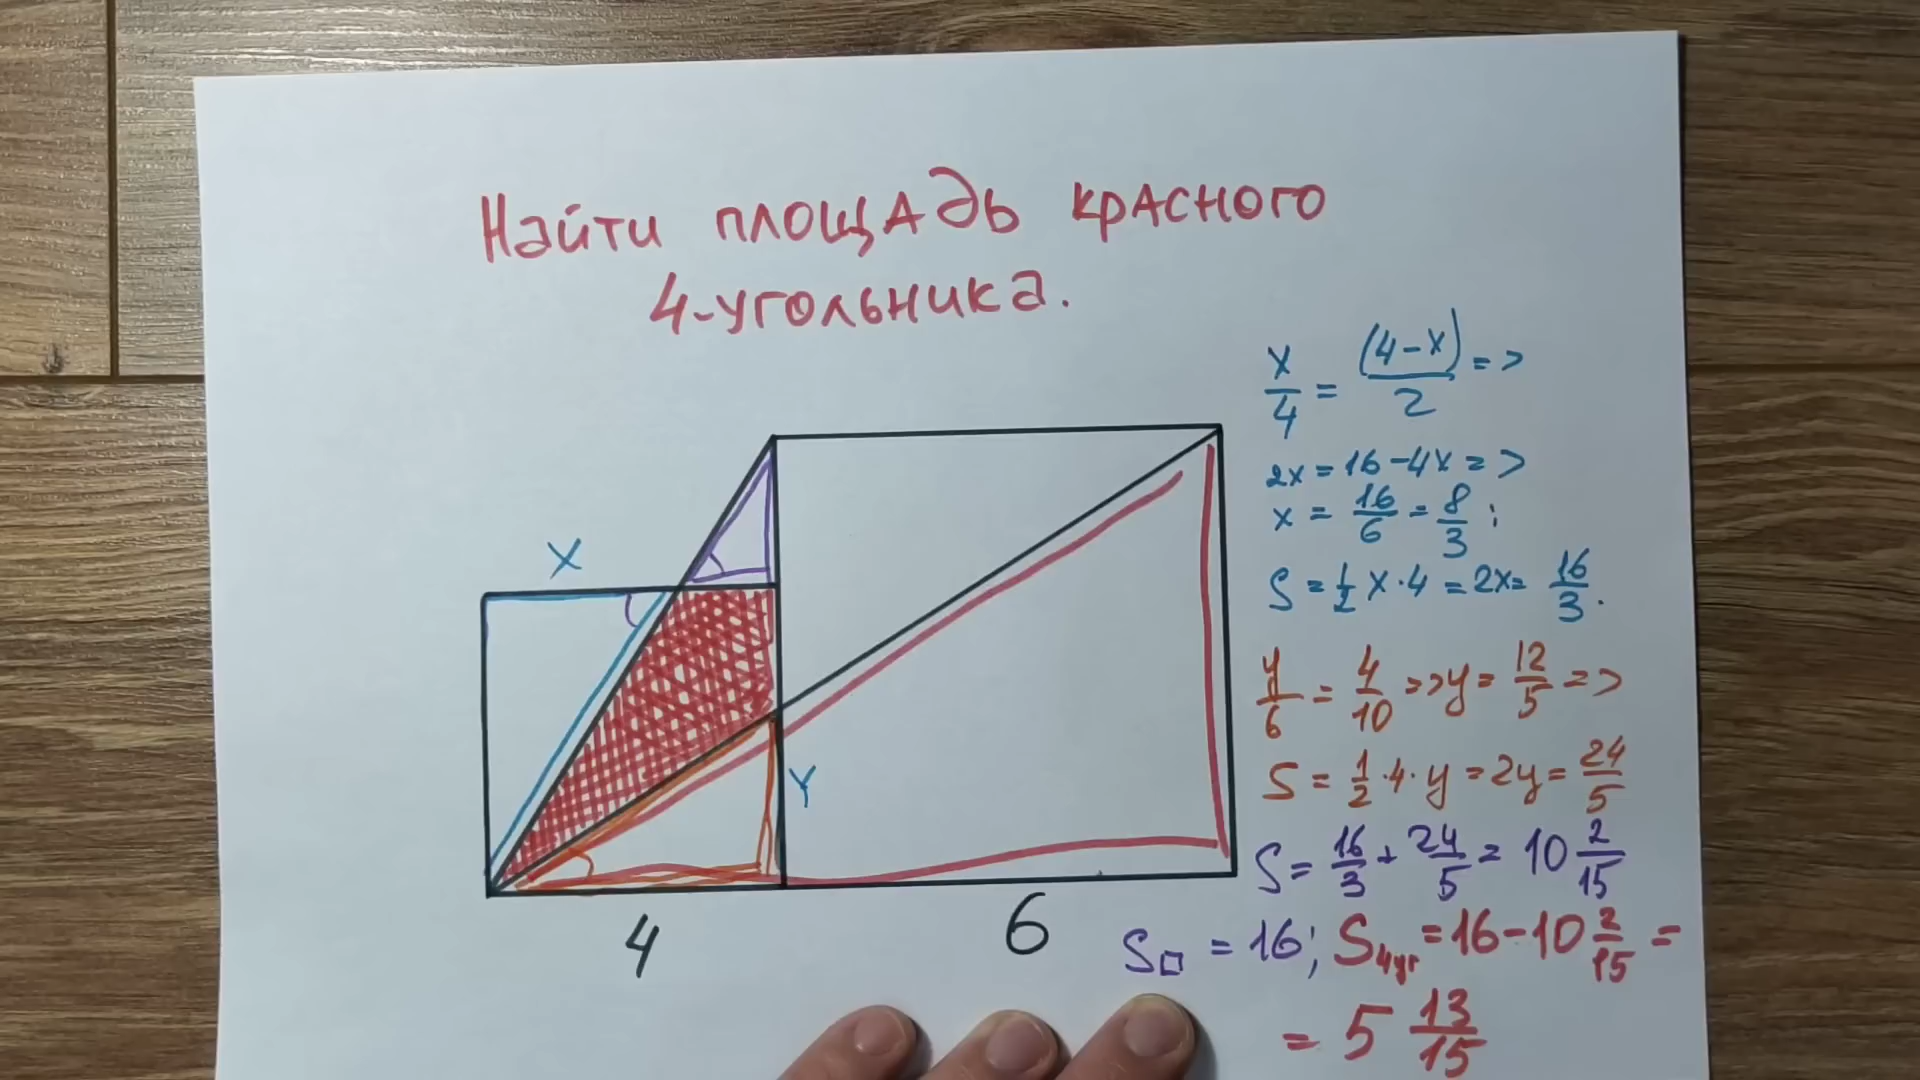 Найти площадь красного
4-угольника.
x/4 = (4-x)/2 =>
2x = 16-4x =>
x = 16/6 = 8/3;
S = 1/2 x·4 = 2x = 16/3.
y/6 = 4/10 => y = 12/5 =>
S = 1/2·4·y = 2y = 24/5
S = 16/3 + 24/5 = 10 2/15
S□ = 16; S4уг = 16-10 2/15 =
= 5 13/15
X
Y
4
6